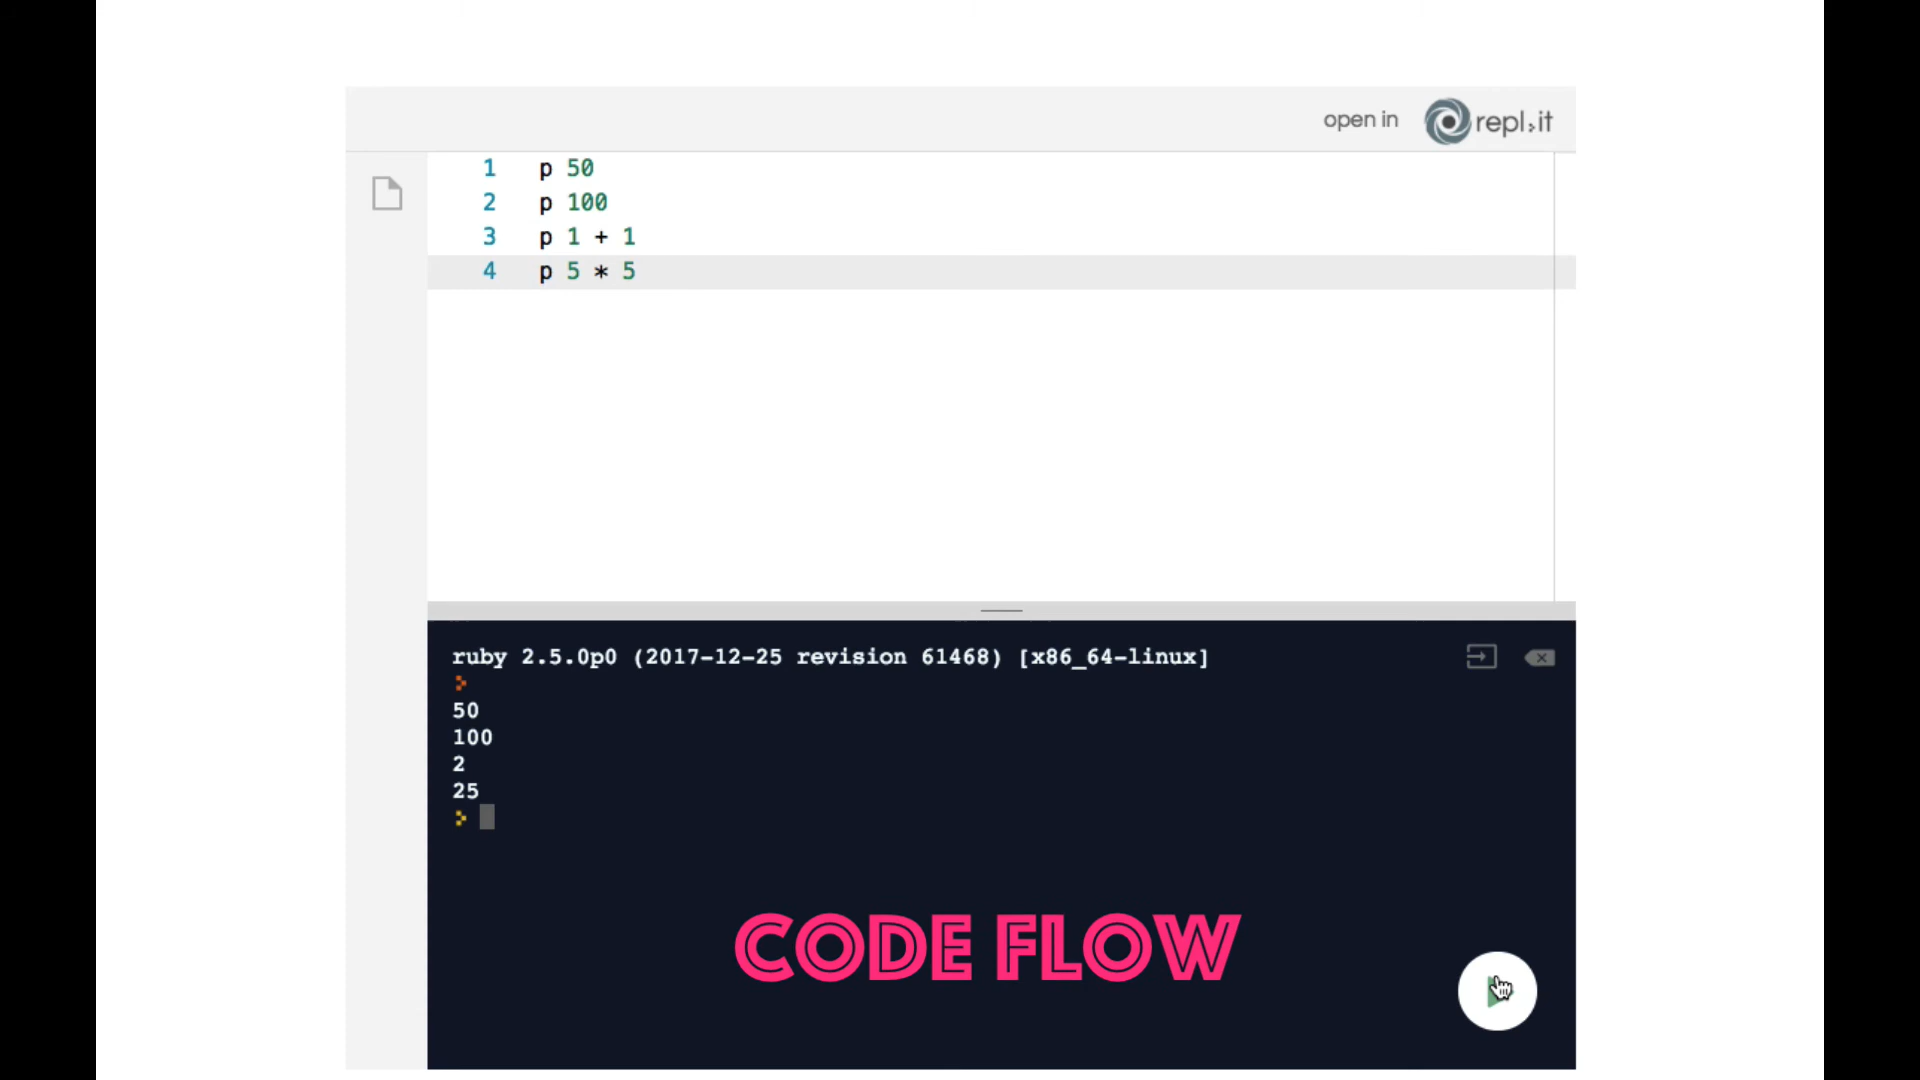 open in repl.it
1 p 50
2 p 100
3 p 1 + 1
4 p 5 * 5
ruby 2.5.0p0 (2017-12-25 revision 61468) [x86_64-linux]
>
50
100
2
25
>
CODE FLOW